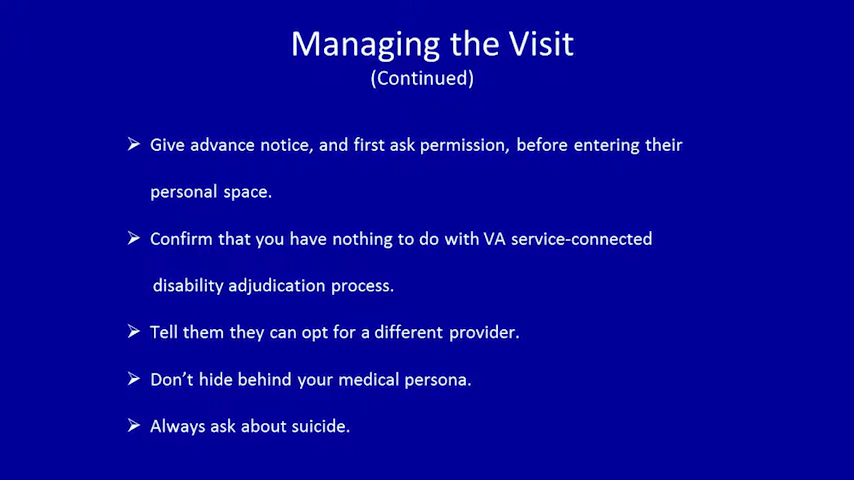 Managing the Visit
(Continued)
➢ Give advance notice, and first ask permission, before entering their
personal space.
➢ Confirm that you have nothing to do with VA service-connected
disability adjudication process.
➢ Tell them they can opt for a different provider.
➢ Don’t hide behind your medical persona.
➢ Always ask about suicide.